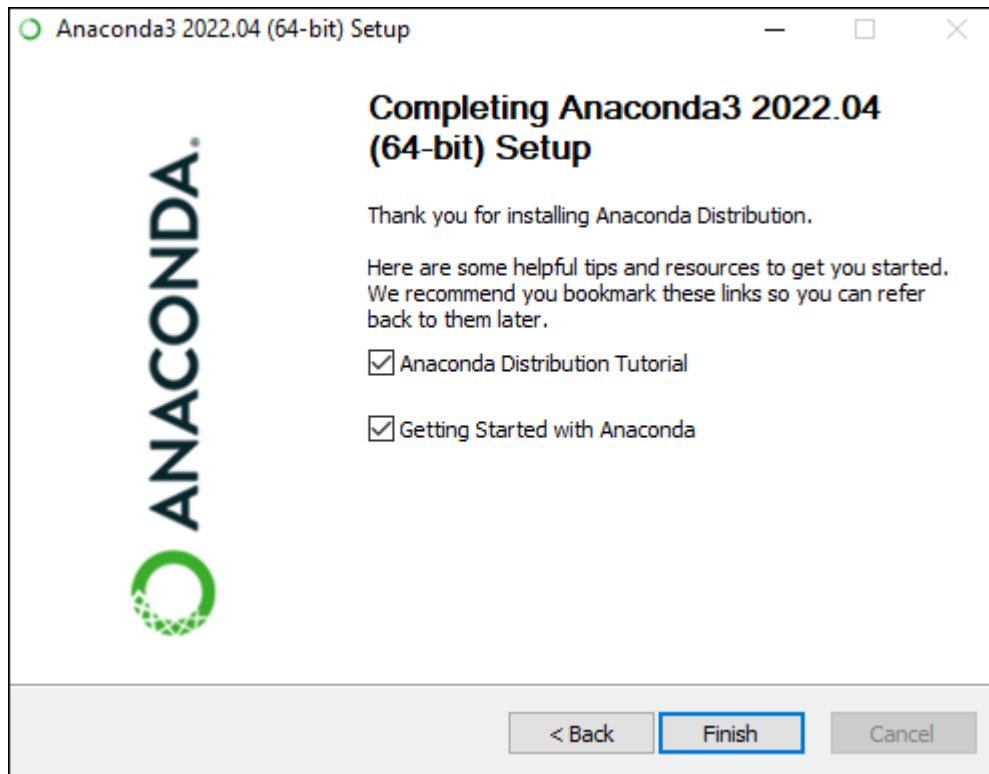 Anaconda3 2022.04 (64-bit) Setup
Completing Anaconda3 2022.04
(64-bit) Setup
Thank you for installing Anaconda Distribution.
Here are some helpful tips and resources to get you started.
We recommend you bookmark these links so you can refer
back to them later.
Anaconda Distribution Tutorial
Getting Started with Anaconda
ANACONDA.
< Back
Finish
Cancel